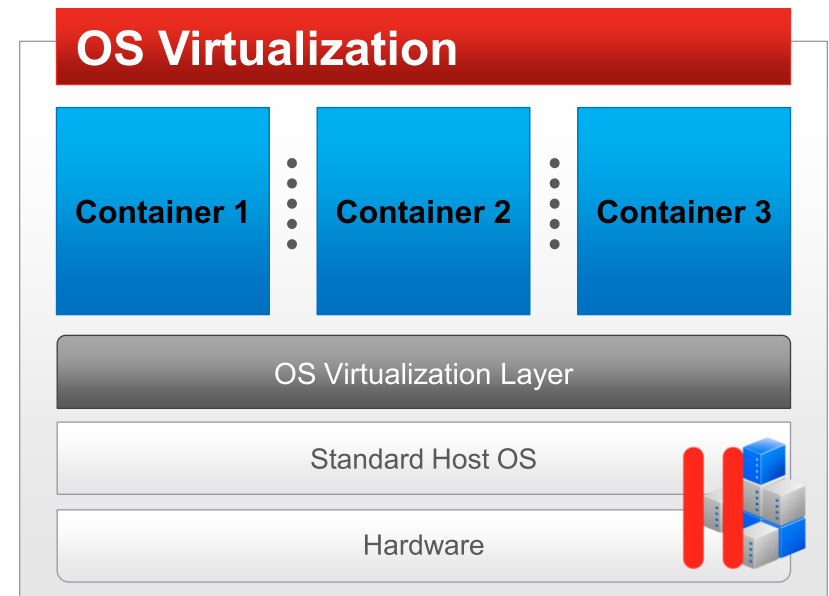 OS Virtualization
Container 1
Container 2
Container 3
OS Virtualization Layer
Standard Host OS
Hardware